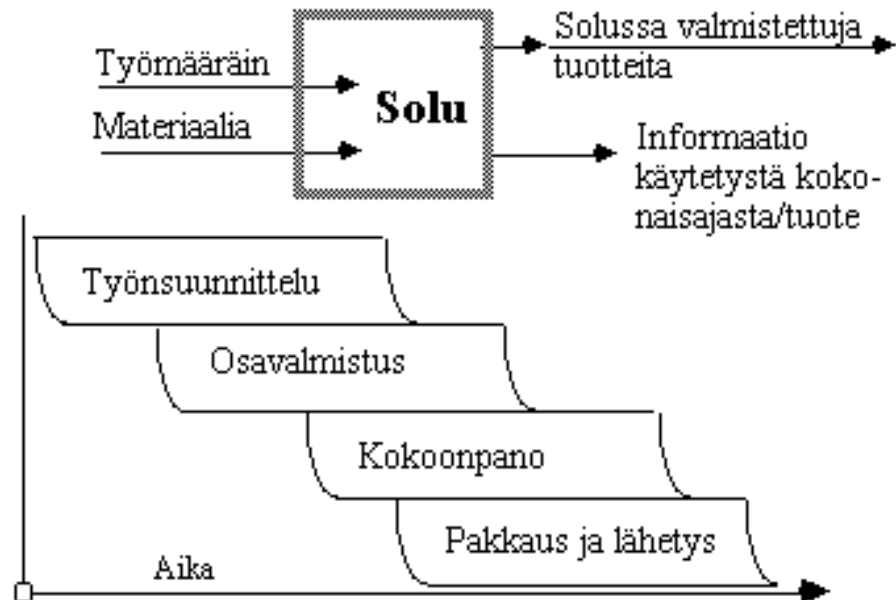 Työmääräin
Materiaalia
Solu
Solussa valmistettuja
tuotteita
Informaatio
käytetystä koko-
naisajasta/tuote
Työnsuunnittelu
Osavalmistus
Kokoonpano
Pakkaus ja lähetys
Aika